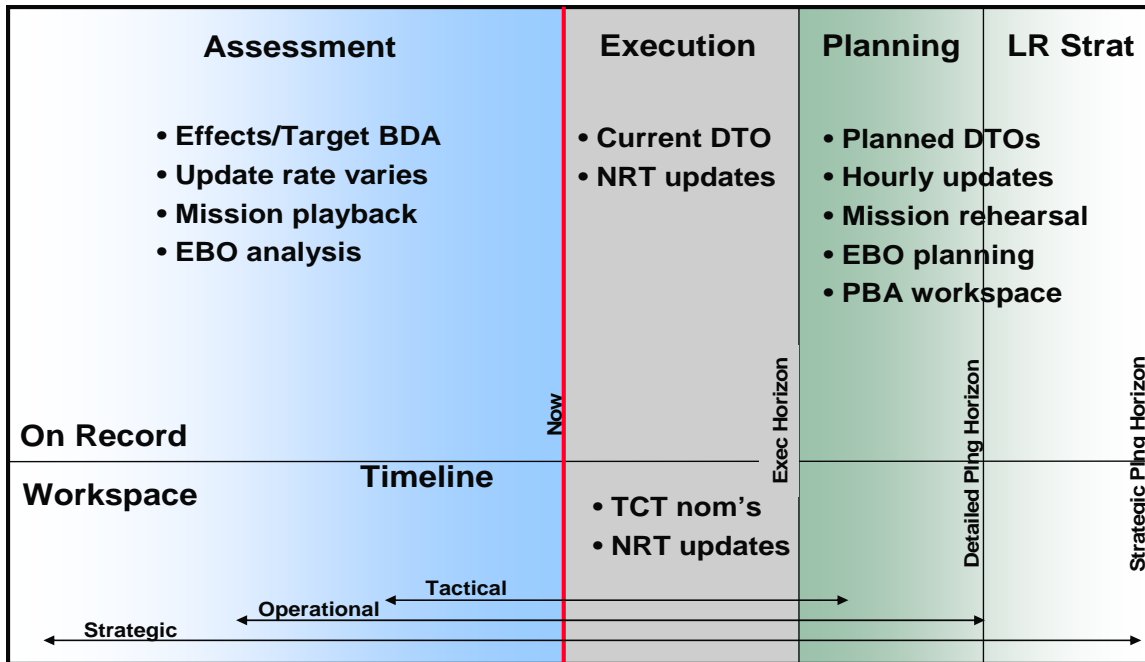 Assessment
Execution
Planning
LR Strat
• Effects/Target BDA
• Update rate varies
• Mission playback
• EBO analysis
• Current DTO
• NRT updates
• Planned DTOs
• Hourly updates
• Mission rehearsal
• EBO planning
• PBA workspace
Now
Exec Horizon
Detailed Plng Horizon
Strategic Plng Horizon
On Record
Workspace
Timeline
• TCT nom’s
• NRT updates
Tactical
Operational
Strategic